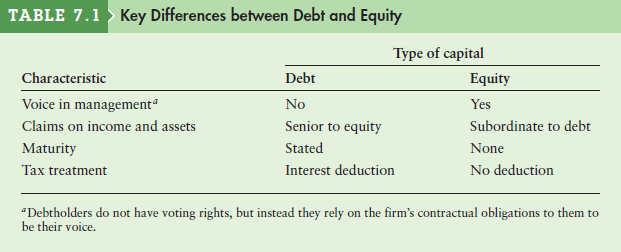 TABLE 7.1 Key Differences between Debt and Equity
Type of capital
Characteristic Debt Equity
Voice in managementᵃ No Yes
Claims on income and assets Senior to equity Subordinate to debt
Maturity Stated None
Tax treatment Interest deduction No deduction
ᵃDebtholders do not have voting rights, but instead they rely on the firm's contractual obligations to them to
be their voice.